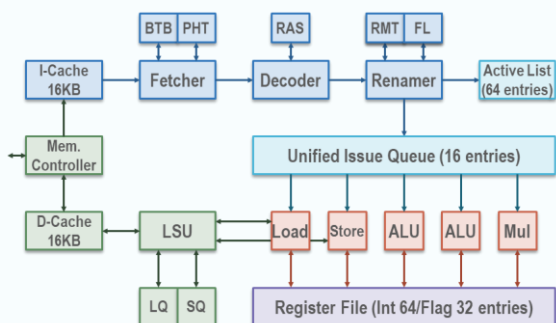 BTB PHT
RAS
RMT FL
I-Cache
16KB
Fetcher
Decoder
Renamer
Active List
(64 entries)
Mem.
Controller
Unified Issue Queue (16 entries)
D-Cache
16KB
LSU
Load
Store
ALU
ALU
Mul
LQ SQ
Register File (Int 64/Flag 32 entries)